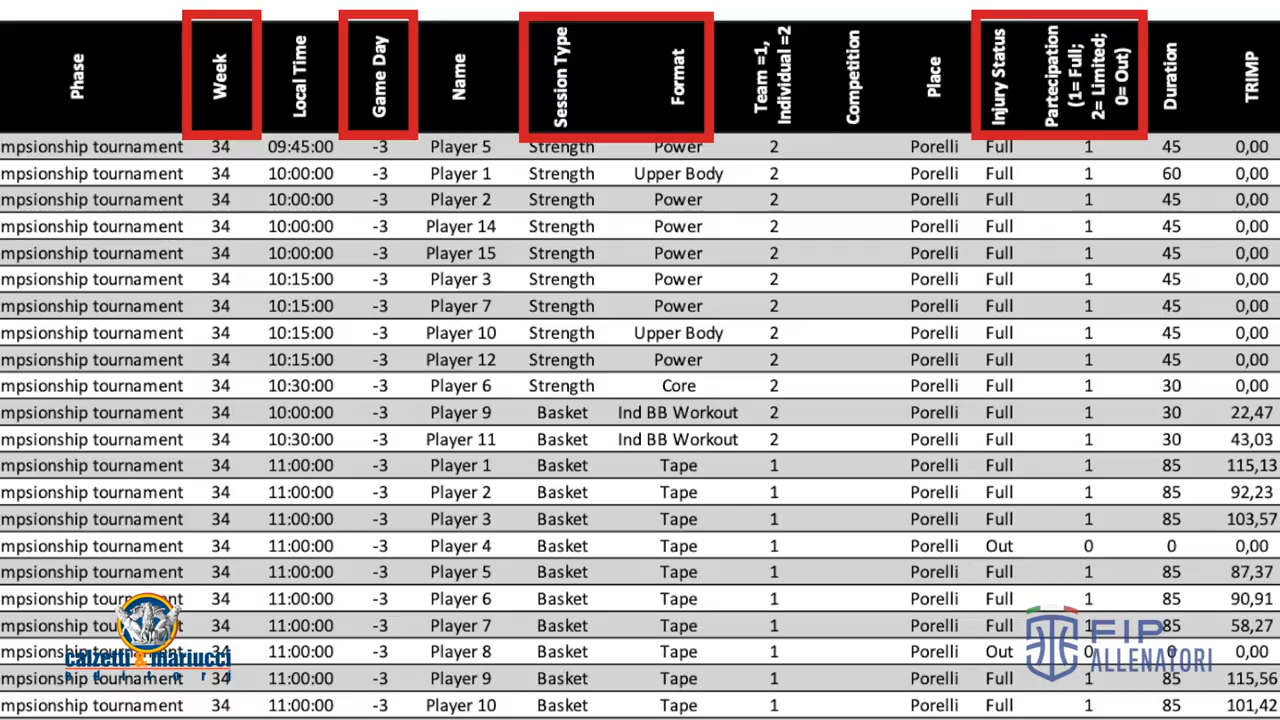 Phase Week Local Time Game Day Name Session Type Format Team =1, Individual =2 Competition Place Injury Status Partecipation (1= Full; 2= Limited; 0= Out) Duration TRIMP
mpsionship tournament 34 09:45:00 -3 Player 5 Strength Power 2 Porelli Full 1 45 0,00
mpsionship tournament 34 10:00:00 -3 Player 1 Strength Upper Body 2 Porelli Full 1 60 0,00
mpsionship tournament 34 10:00:00 -3 Player 2 Strength Power 2 Porelli Full 1 45 0,00
mpsionship tournament 34 10:00:00 -3 Player 14 Strength Power 2 Porelli Full 1 45 0,00
mpsionship tournament 34 10:00:00 -3 Player 15 Strength Power 2 Porelli Full 1 45 0,00
mpsionship tournament 34 10:15:00 -3 Player 3 Strength Power 2 Porelli Full 1 45 0,00
mpsionship tournament 34 10:15:00 -3 Player 7 Strength Power 2 Porelli Full 1 45 0,00
mpsionship tournament 34 10:15:00 -3 Player 10 Strength Upper Body 2 Porelli Full 1 45 0,00
mpsionship tournament 34 10:15:00 -3 Player 12 Strength Power 2 Porelli Full 1 45 0,00
mpsionship tournament 34 10:30:00 -3 Player 6 Strength Core 2 Porelli Full 1 30 0,00
mpsionship tournament 34 10:00:00 -3 Player 9 Basket Ind BB Workout 2 Porelli Full 1 30 22,47
mpsionship tournament 34 10:30:00 -3 Player 11 Basket Ind BB Workout 2 Porelli Full 1 30 43,03
mpsionship tournament 34 11:00:00 -3 Player 1 Basket Tape 1 Porelli Full 1 85 115,13
mpsionship tournament 34 11:00:00 -3 Player 2 Basket Tape 1 Porelli Full 1 85 92,23
mpsionship tournament 34 11:00:00 -3 Player 3 Basket Tape 1 Porelli Full 1 85 103,57
mpsionship tournament 34 11:00:00 -3 Player 4 Basket Tape 1 Porelli Out 0 0 0,00
mpsionship tournament 34 11:00:00 -3 Player 5 Basket Tape 1 Porelli Full 1 85 87,37
mpsionship tou nt 34 11:00:00 -3 Player 6 Basket Tape 1 Porelli Full 1 85 90,91
mpsionship tou nt 34 11:00:00 -3 Player 7 Basket Tape 1 Porelli Full 1 85 58,27
mpsionship tournament 34 11:00:00 -3 Player 8 Basket Tape 1 Porelli Out 0 0 0,00
mpsionship tournament 34 11:00:00 -3 Player 9 Basket Tape 1 Porelli Full 1 85 115,56
mpsionship tournament 34 11:00:00 -3 Player 10 Basket Tape 1 Porelli Full 1 85 101,42
calzetti & mariucci
editori
FIP
ALLENATORI